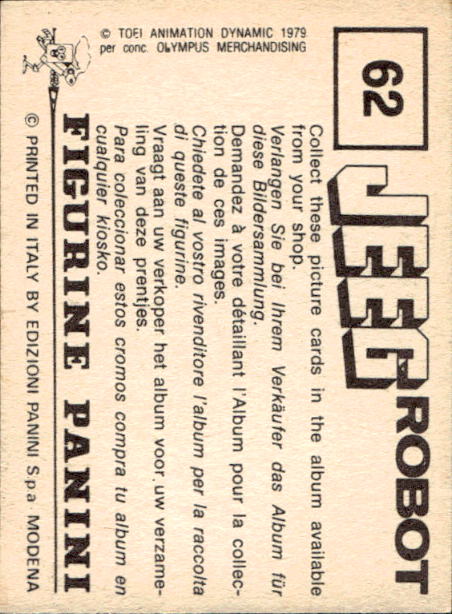 © TOEI ANIMATION DYNAMIC 1979
per conc. OLYMPUS MERCHANDISING
62
JEEG ROBOT
Collect these picture cards in the album available
from your shop.
Verlangen Sie bei Ihrem Verkäufer das Album für
diese Bildersammlung.
Demandez à votre détaillant l'Album pour la collec-
tion de ces images.
Chiedete al vostro rivenditore l'album per la raccolta
di queste figurine.
Vraagt aan uw verkoper het album voor uw verzame-
ling van deze prentjes.
Para coleccionar estos cromos compra tu album en
cualquier kiosko.
FIGURINE PANINI
© PRINTED IN ITALY BY EDIZIONI PANINI S.p.a MODENA